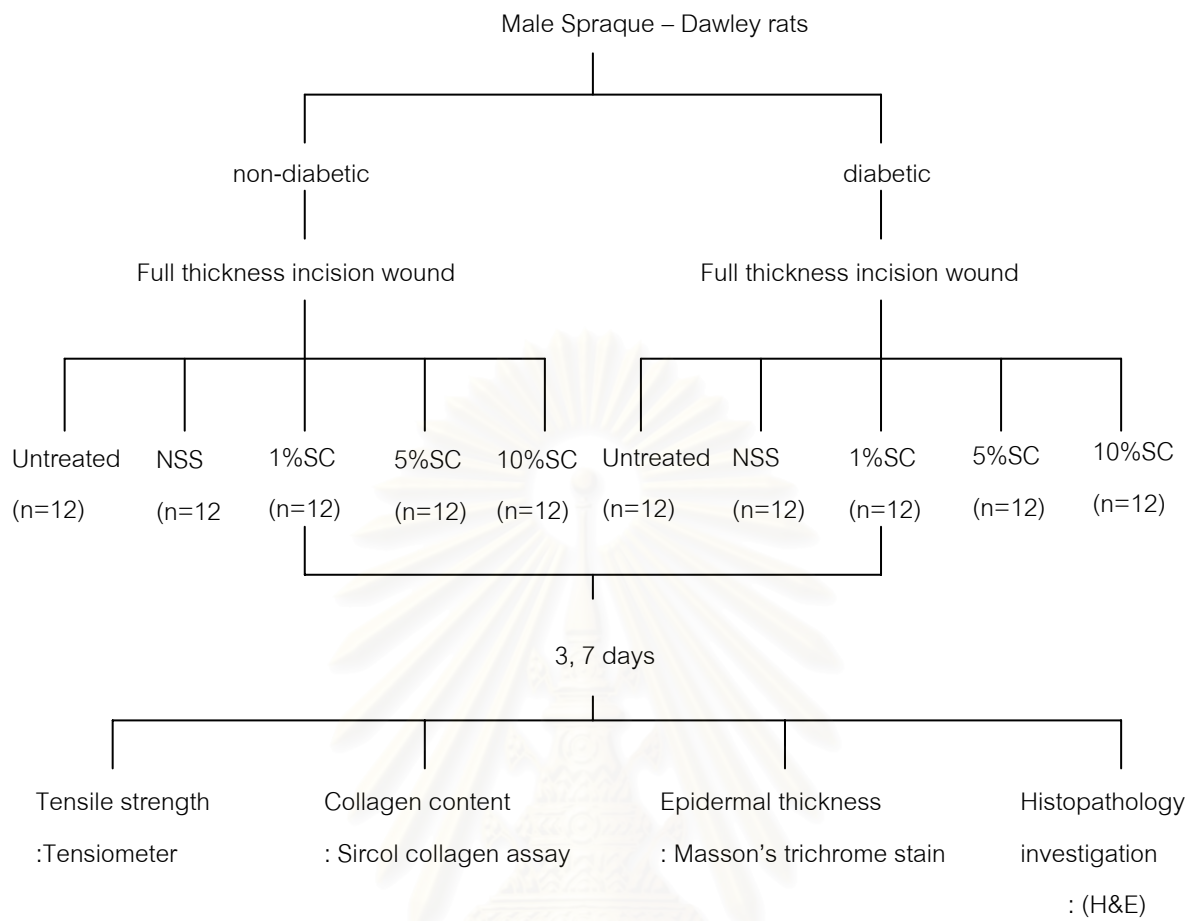 Male Spraque – Dawley rats
non-diabetic
diabetic
Full thickness incision wound
Full thickness incision wound
Untreated NSS 1%SC 5%SC 10%SC Untreated NSS 1%SC 5%SC 10%SC
(n=12) (n=12 (n=12) (n=12) (n=12) (n=12) (n=12) (n=12) (n=12) (n=12)
3, 7 days
Tensile strength
:Tensiometer
Collagen content
: Sircol collagen assay
Epidermal thickness
: Masson's trichrome stain
Histopathology
investigation
: (H&E)